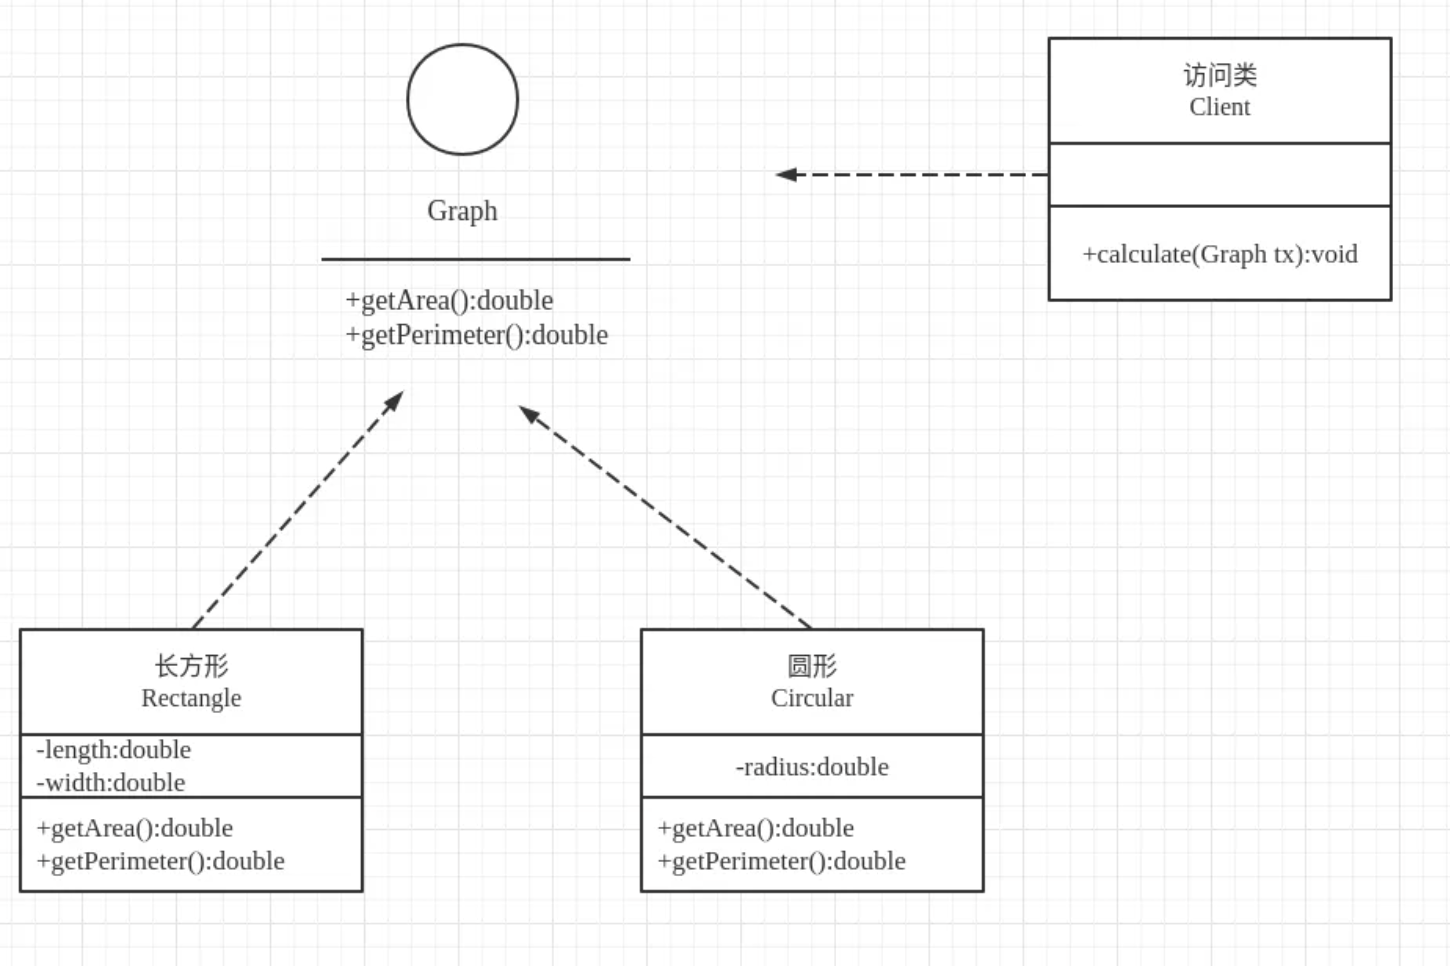 Graph
+getArea():double
+getPerimeter():double
访问类
Client
+calculate(Graph tx):void
长方形
Rectangle
-length:double
-width:double
+getArea():double
+getPerimeter():double
圆形
Circular
-radius:double
+getArea():double
+getPerimeter():double